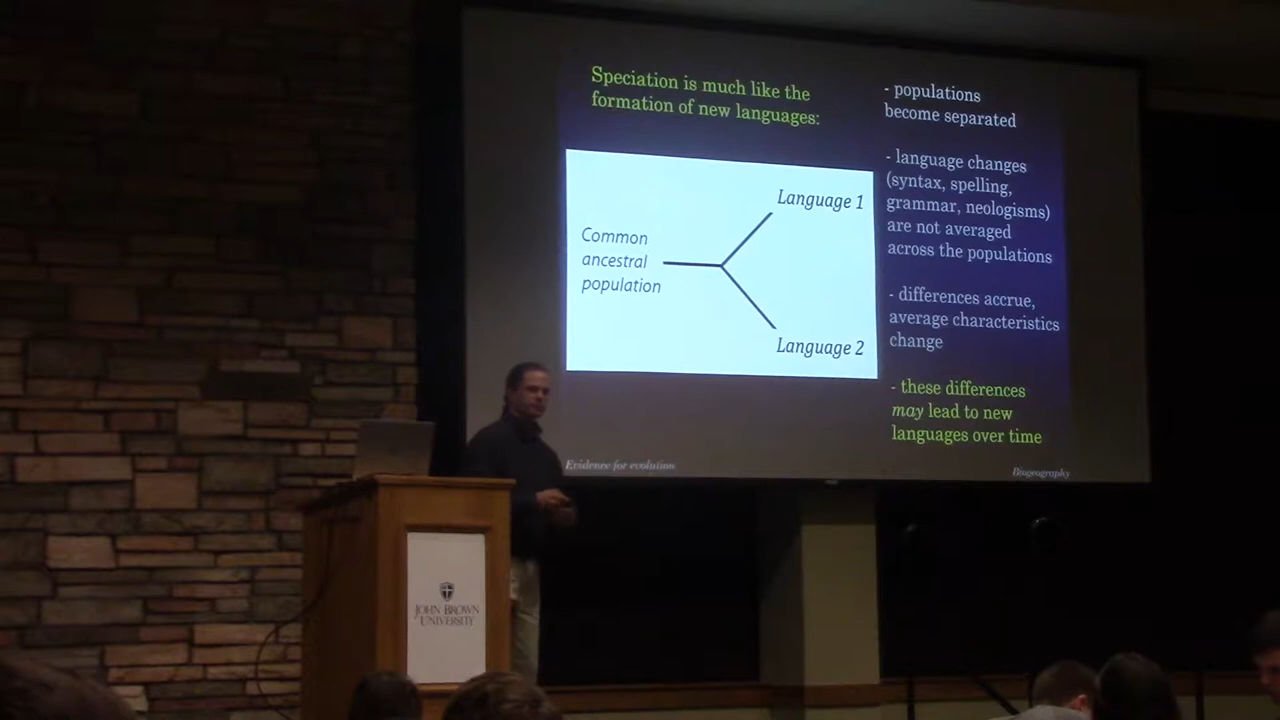 Speciation is much like the
formation of new languages:
Common
ancestral
population
Language 1
Language 2
- populations
become separated
- language changes
(syntax, spelling,
grammar, neologisms)
are not averaged
across the populations
- differences accrue,
average characteristics
change
- these differences
may lead to new
languages over time
Evidence for evolution
Biogeography
JOHN BROWN
UNIVERSITY